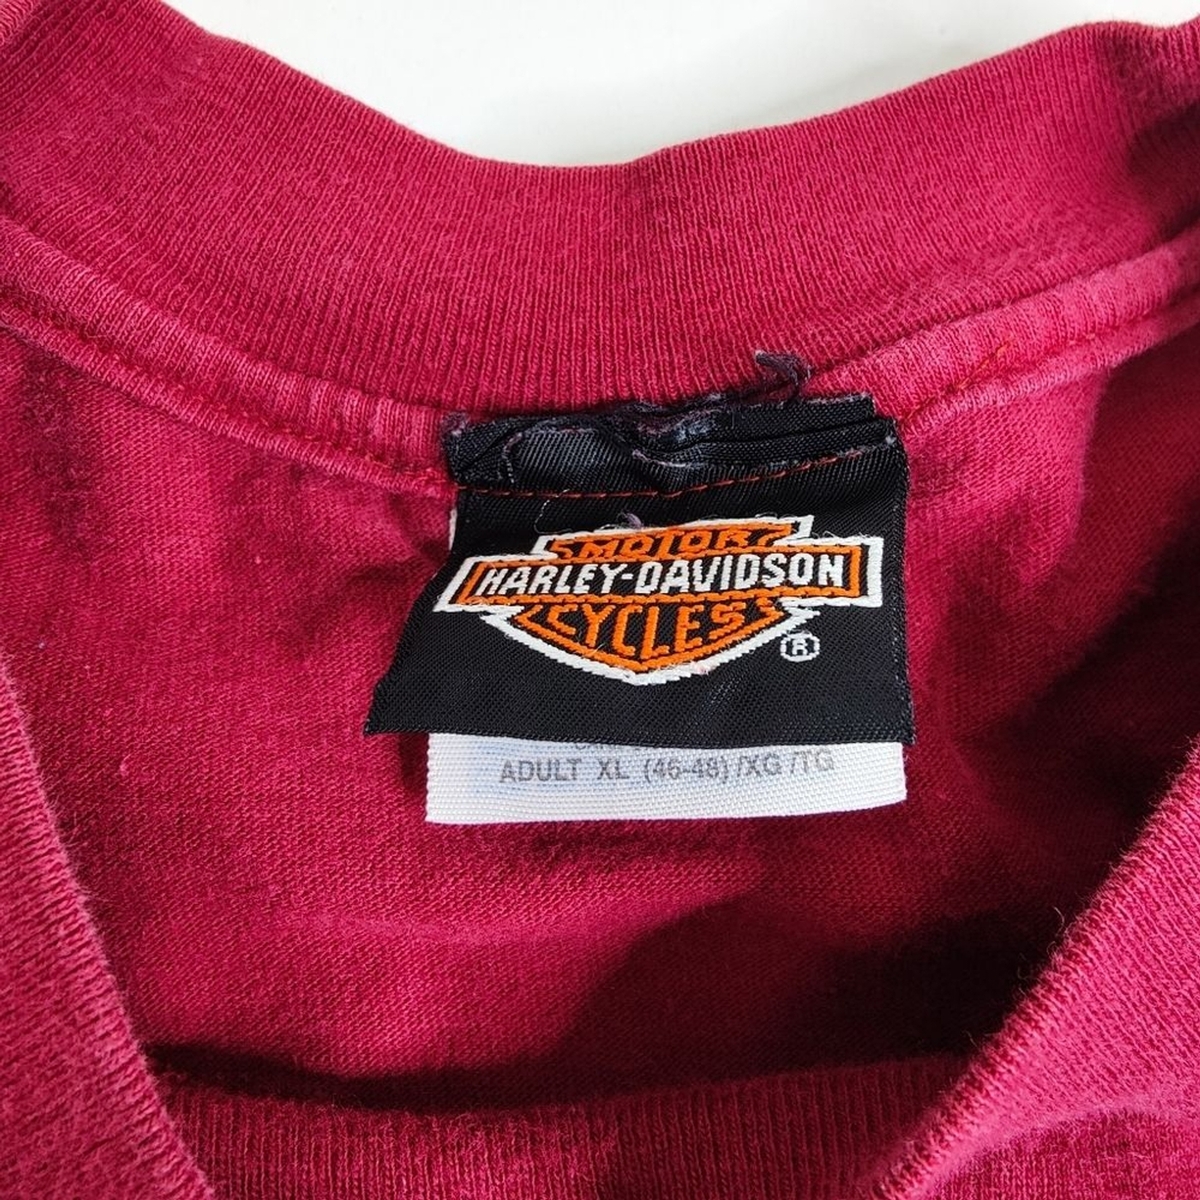 MOTOR
HARLEY-DAVIDSON
CYCLES
®
ADULT XL (46-48) /XG /TG